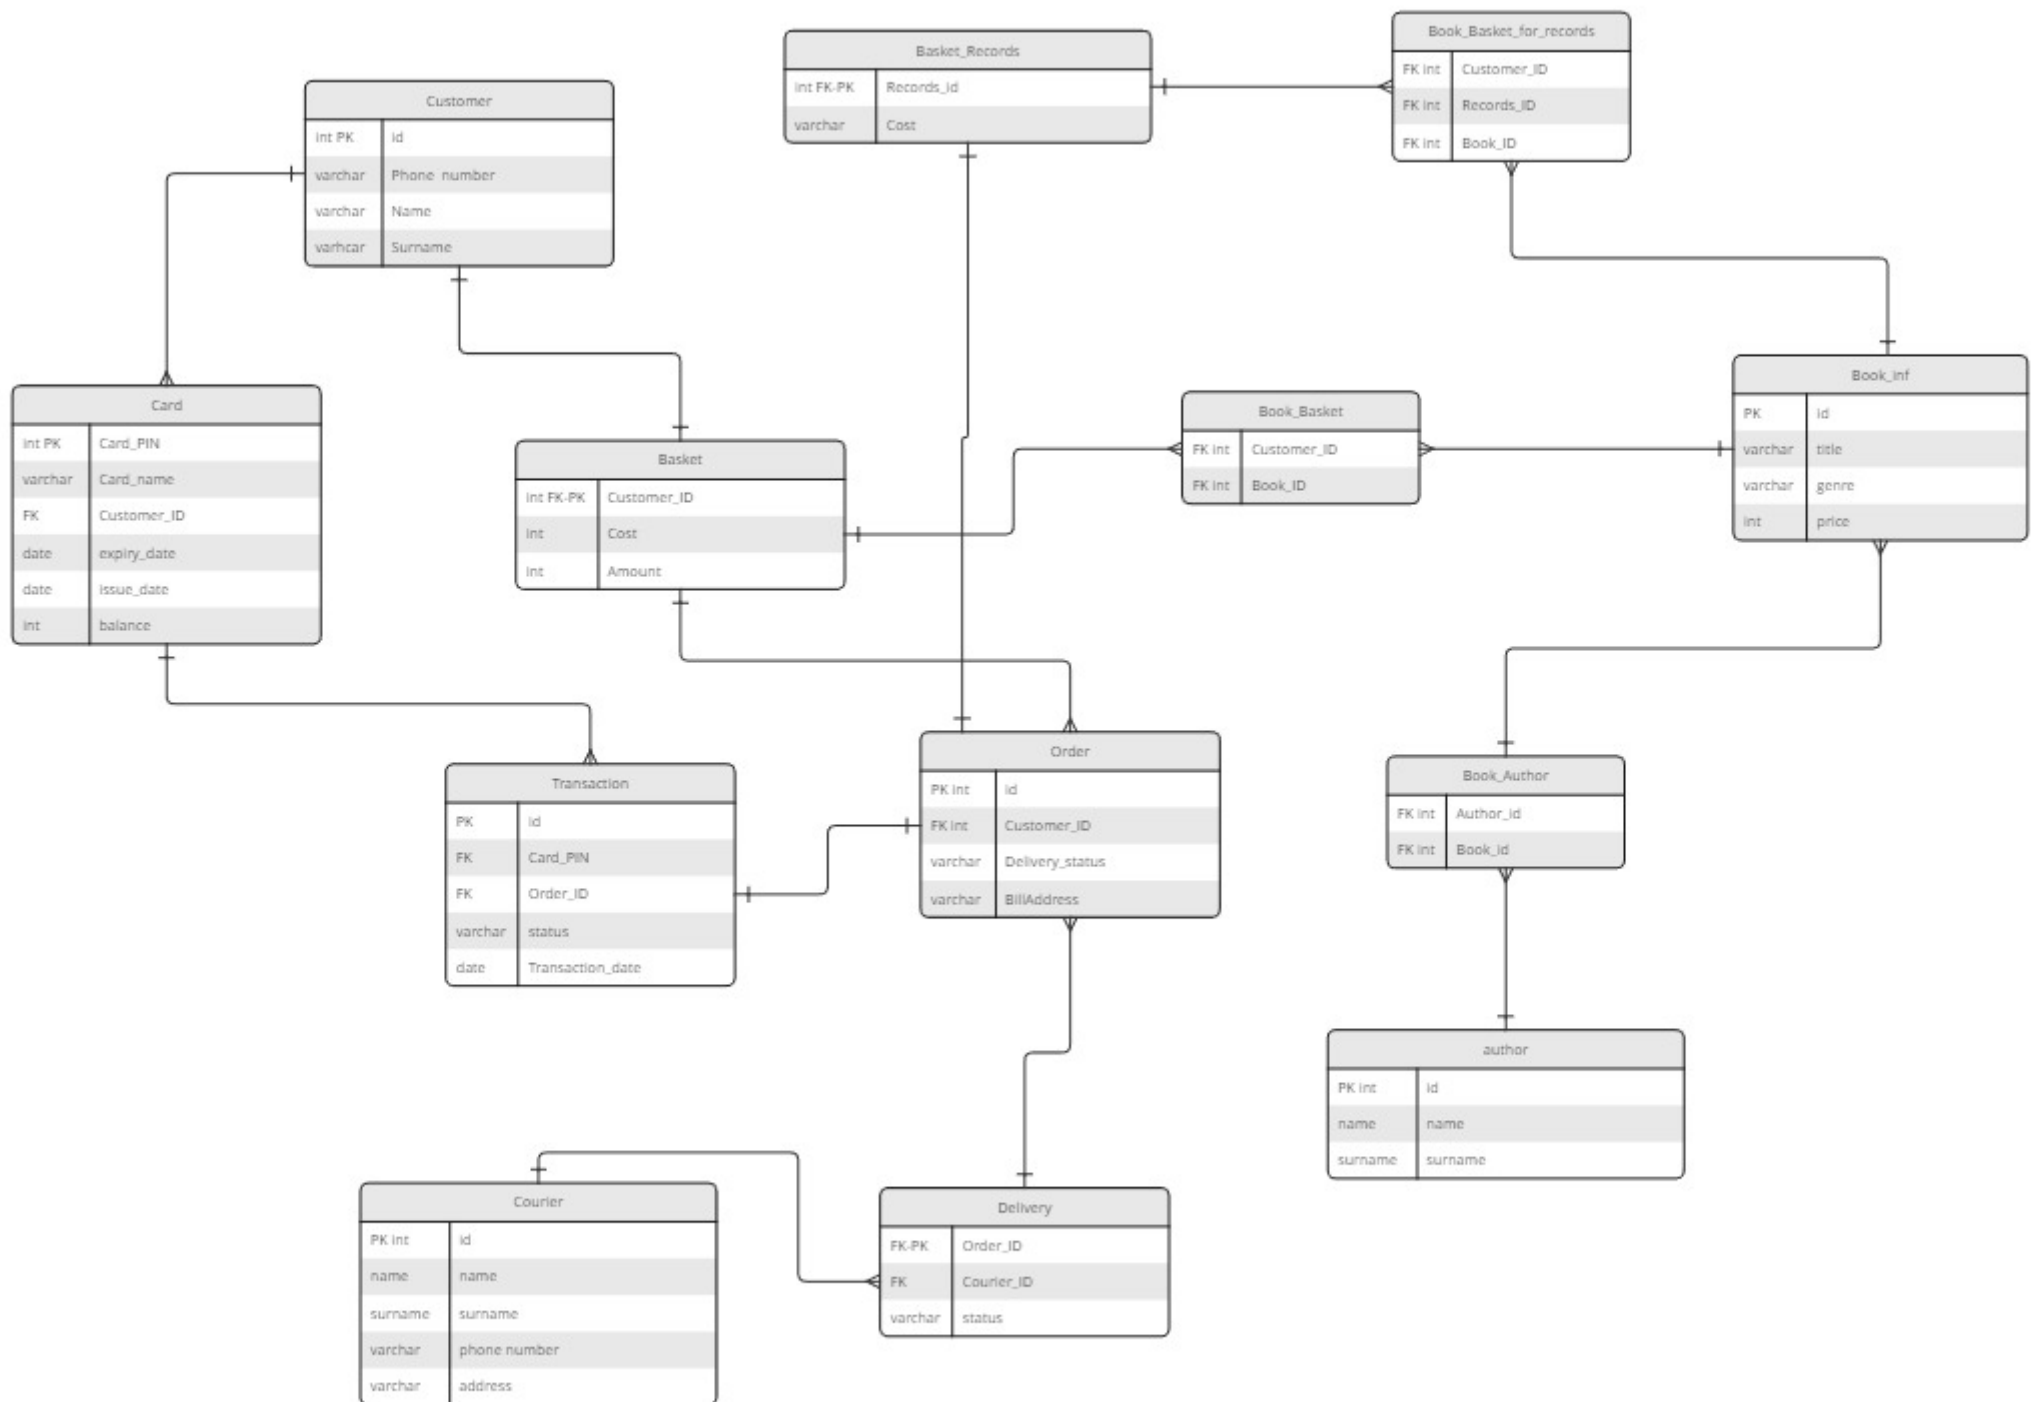 Basket_Records
int FK-PK Records_id
varchar Cost
Book_Basket_for_records
FK int Customer_ID
FK int Records_ID
FK int Book_ID
Customer
int PK id
varchar Phone number
varchar Name
varhcar Surname
Card
int PK Card_PIN
varchar Card_name
FK Customer_ID
date expiry_date
date issue_date
int balance
Basket
int FK-PK Customer_ID
int Cost
int Amount
Book_Basket
FK int Customer_ID
FK int Book_ID
Book_inf
PK id
varchar title
varchar genre
int price
Transaction
PK id
FK Card_PIN
FK Order_ID
varchar status
date Transaction_date
Order
PK int id
FK int Customer_ID
varchar Delivery_status
varchar BillAddress
Book_Author
FK int Author_id
FK int Book_id
author
PK int id
name name
surname surname
Courier
PK int id
name name
surname surname
varchar phone number
varchar address
Delivery
FK-PK Order_ID
FK Courier_ID
varchar status